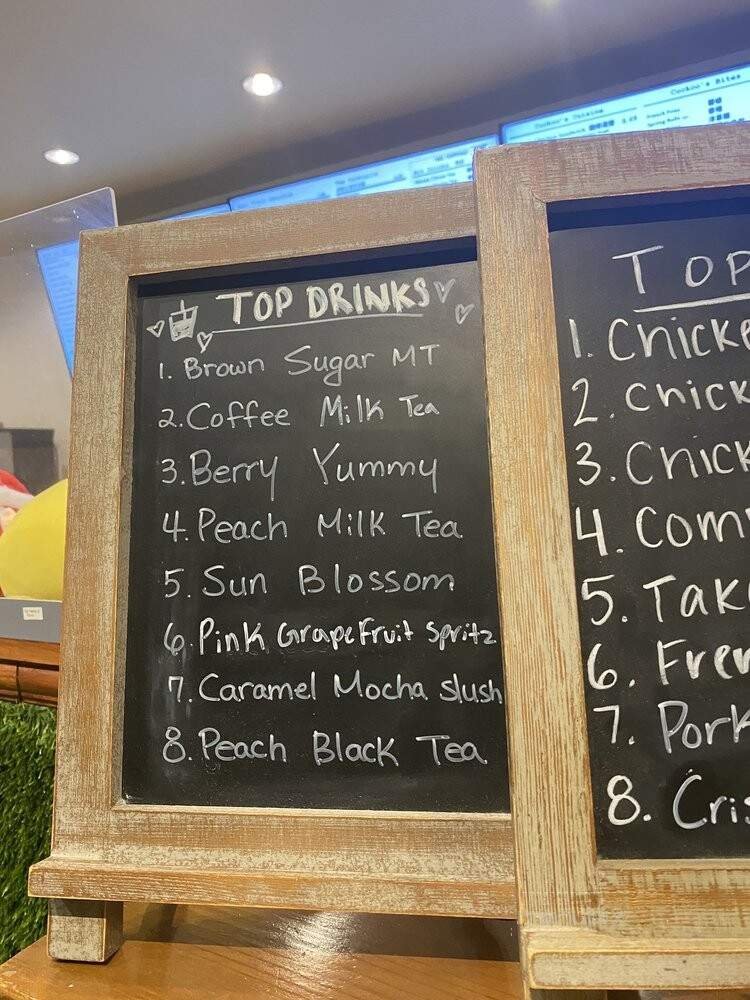 TOP DRINKS
1. Brown Sugar MT
2. Coffee Milk Tea
3. Berry Yummy
4. Peach Milk Tea
5. Sun Blossom
6. Pink Grapefruit Spritz
7. Caramel Mocha Slush
8. Peach Black Tea
TOP
1. Chicke
2. Chick
3. Chick
4. Com
5. Tak
6. Fren
7. Pork
8. Cris